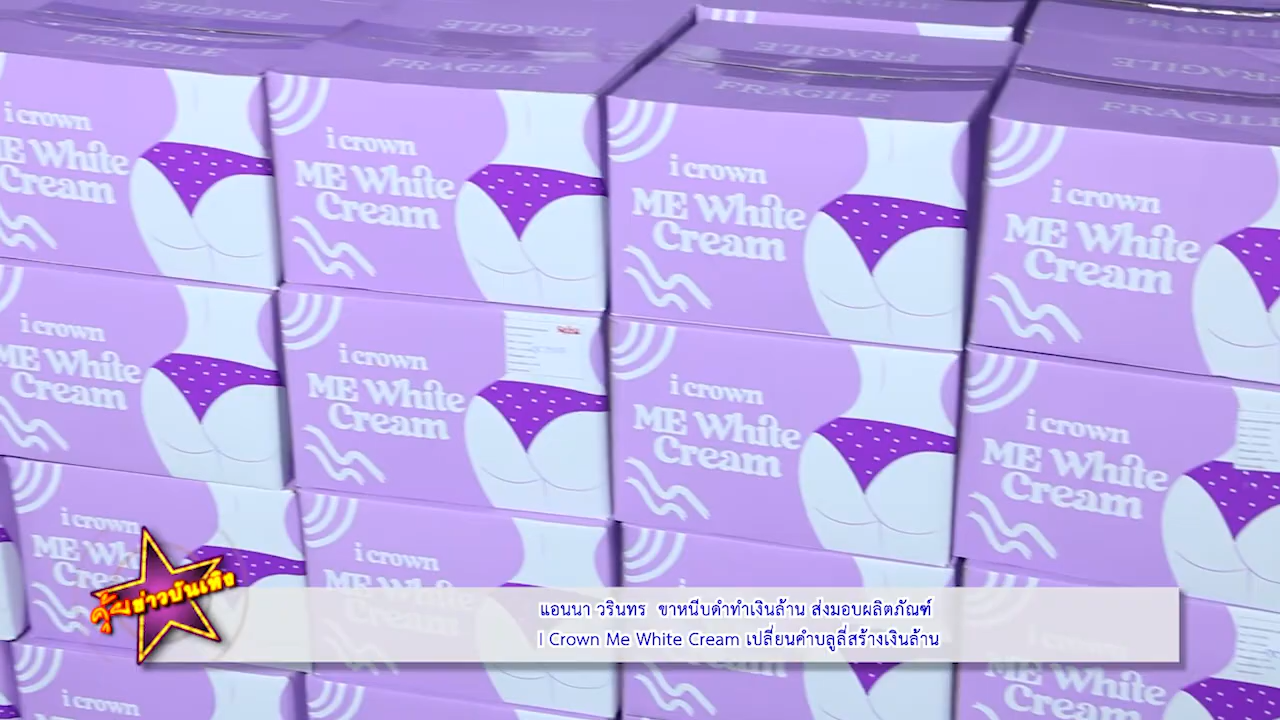 FRAGILE
FRAGILE
FRAGILE
FRAGILE
FRAGILE
FRAGILE
FRAGILE
FRAGILE
i crown
ME White
Cream
i crown
ME White
Cream
i crown
ME White
Cream
i crown
ME White
Cream
i crown
ME White
Cream
i crown
ME White
Cream
i crown
ME White
Cream
i crown
ME White
Cream
i crown
i crown
ME White
Cream
i crown
คุ้ยข่าวบันเทิง
แอนนา วรินทร ขาหนีบดำทำเงินล้าน ส่งมอบผลิตภัณฑ์
I Crown Me White Cream เปลี่ยนคำบลูลี่สร้างเงินล้าน